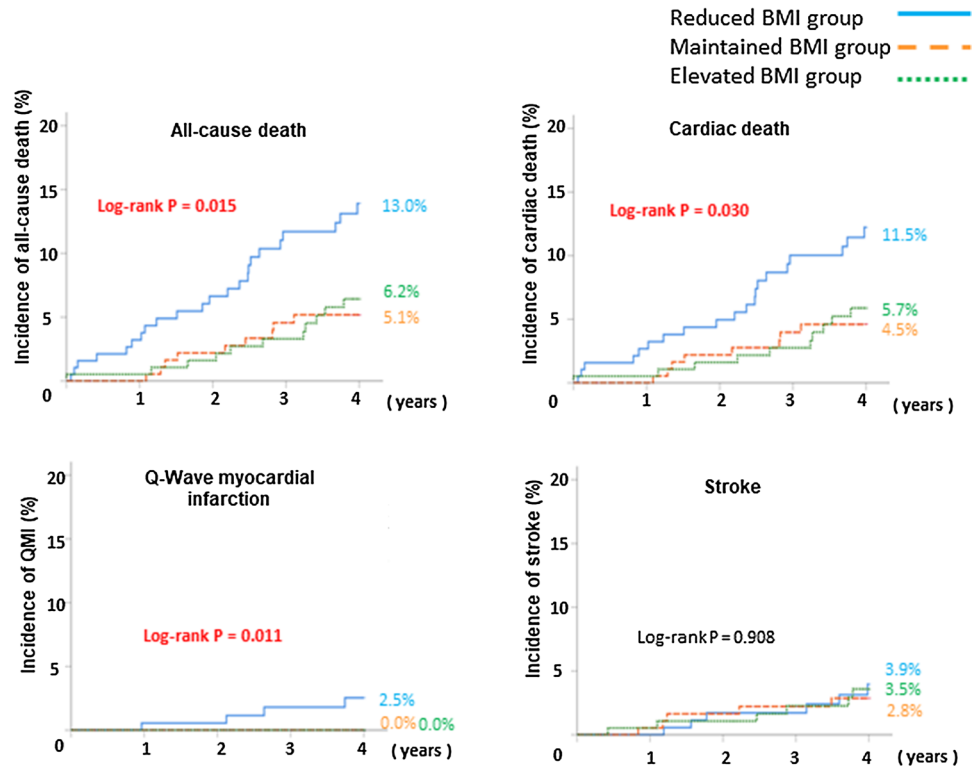 Reduced BMI group
Maintained BMI group
Elevated BMI group
All-cause death
Incidence of all-cause death (%)
20
15
10
5
0
Log-rank P = 0.015
13.0%
6.2%
5.1%
1 2 3 4 ( years )
Cardiac death
Incidence of cardiac death (%)
20
15
10
5
0
Log-rank P = 0.030
11.5%
5.7%
4.5%
1 2 3 4 ( years )
Q-Wave myocardial
infarction
Incidence of QMI (%)
20
15
10
5
0
Log-rank P = 0.011
2.5%
0.0% 0.0%
1 2 3 4 ( years )
Stroke
Incidence of stroke (%)
20
15
10
5
0
Log-rank P = 0.908
3.9%
3.5%
2.8%
1 2 3 4 ( years )